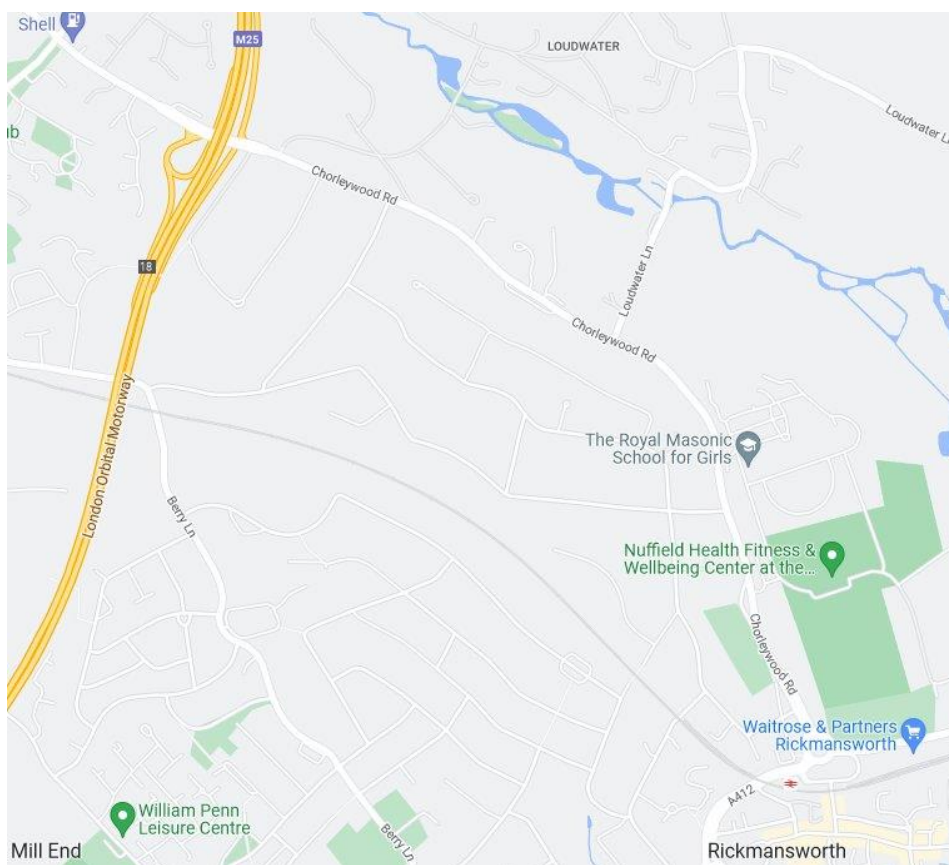 Shell
M25
LOUDWATER
Loudwater Ln
ub
Chorleywood Rd
18
Loudwater Ln
Chorleywood Rd
London Orbital Motorway
The Royal Masonic
School for Girls
Berry Ln
Nuffield Health Fitness &
Wellbeing Center at the...
Chorleywood Rd
Waitrose & Partners
Rickmansworth
A412
William Penn
Leisure Centre
Berry Ln
Mill End
Rickmansworth